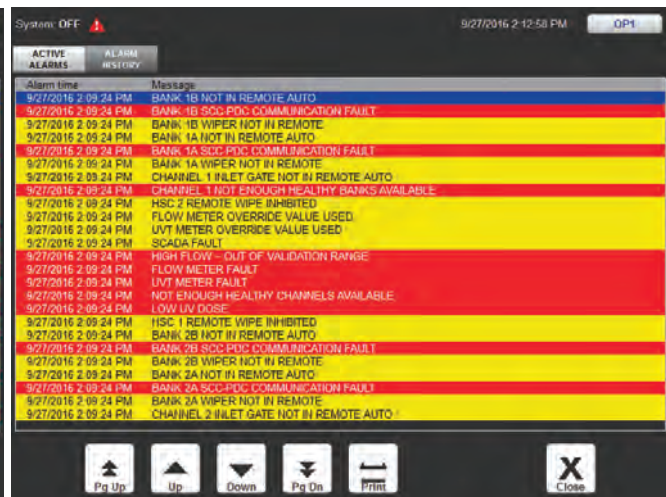 System: OFF 9/27/2016 2:12:58 PM OP1
ACTIVE ALARMS ALARM HISTORY
Alarm time Message
9/27/2016 2:09:24 PM BANK 1B NOT IN REMOTE AUTO
9/27/2016 2:09:24 PM BANK 1B SCC-PDC COMMUNICATION FAULT
9/27/2016 2:09:24 PM BANK 1B WIPER NOT IN REMOTE
9/27/2016 2:09:24 PM BANK 1A NOT IN REMOTE AUTO
9/27/2016 2:09:24 PM BANK 1A SCC-PDC COMMUNICATION FAULT
9/27/2016 2:09:24 PM BANK 1A WIPER NOT IN REMOTE
9/27/2016 2:09:24 PM CHANNEL 1 INLET GATE NOT IN REMOTE AUTO
9/27/2016 2:09:24 PM CHANNEL 1 NOT ENOUGH HEALTHY BANKS AVAILABLE
9/27/2016 2:09:24 PM HSC 2 REMOTE WIPE INHIBITED
9/27/2016 2:09:24 PM FLOW METER OVERRIDE VALUE USED
9/27/2016 2:09:24 PM UVT METER OVERRIDE VALUE USED
9/27/2016 2:09:24 PM SCADA FAULT
9/27/2016 2:09:24 PM HIGH FLOW – OUT OF VALIDATION RANGE
9/27/2016 2:09:24 PM FLOW METER FAULT
9/27/2016 2:09:24 PM UVT METER FAULT
9/27/2016 2:09:24 PM NOT ENOUGH HEALTHY CHANNELS AVAILABLE
9/27/2016 2:09:24 PM LOW UV DOSE
9/27/2016 2:09:24 PM HSC 1 REMOTE WIPE INHIBITED
9/27/2016 2:09:24 PM BANK 2B NOT IN REMOTE AUTO
9/27/2016 2:09:24 PM BANK 2B SCC-PDC COMMUNICATION FAULT
9/27/2016 2:09:24 PM BANK 2B WIPER NOT IN REMOTE
9/27/2016 2:09:24 PM BANK 2A NOT IN REMOTE AUTO
9/27/2016 2:09:24 PM BANK 2A SCC-PDC COMMUNICATION FAULT
9/27/2016 2:09:24 PM BANK 2A WIPER NOT IN REMOTE
9/27/2016 2:09:24 PM CHANNEL 2 INLET GATE NOT IN REMOTE AUTO
Pg Up Up Down Pg Dn Print X Close